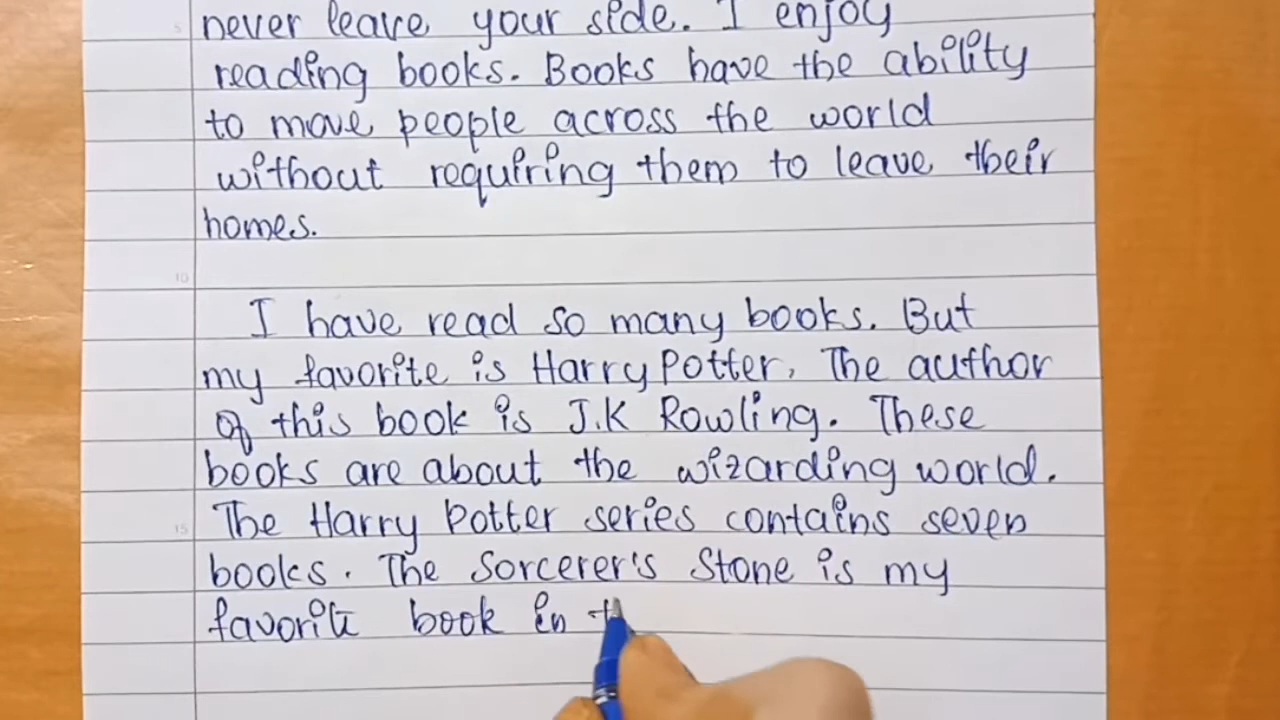 5
never leave your side. I enjoy
reading books. Books have the ability
to move people across the world
without requiring them to leave their
homes.
10
I have read so many books. But
my favorite is Harry Potter. The author
of this book is J.K Rowling. These
books are about the wizarding world.
15
The Harry Potter series contains seven
books. The Sorcerer's Stone is my
favorite book in t